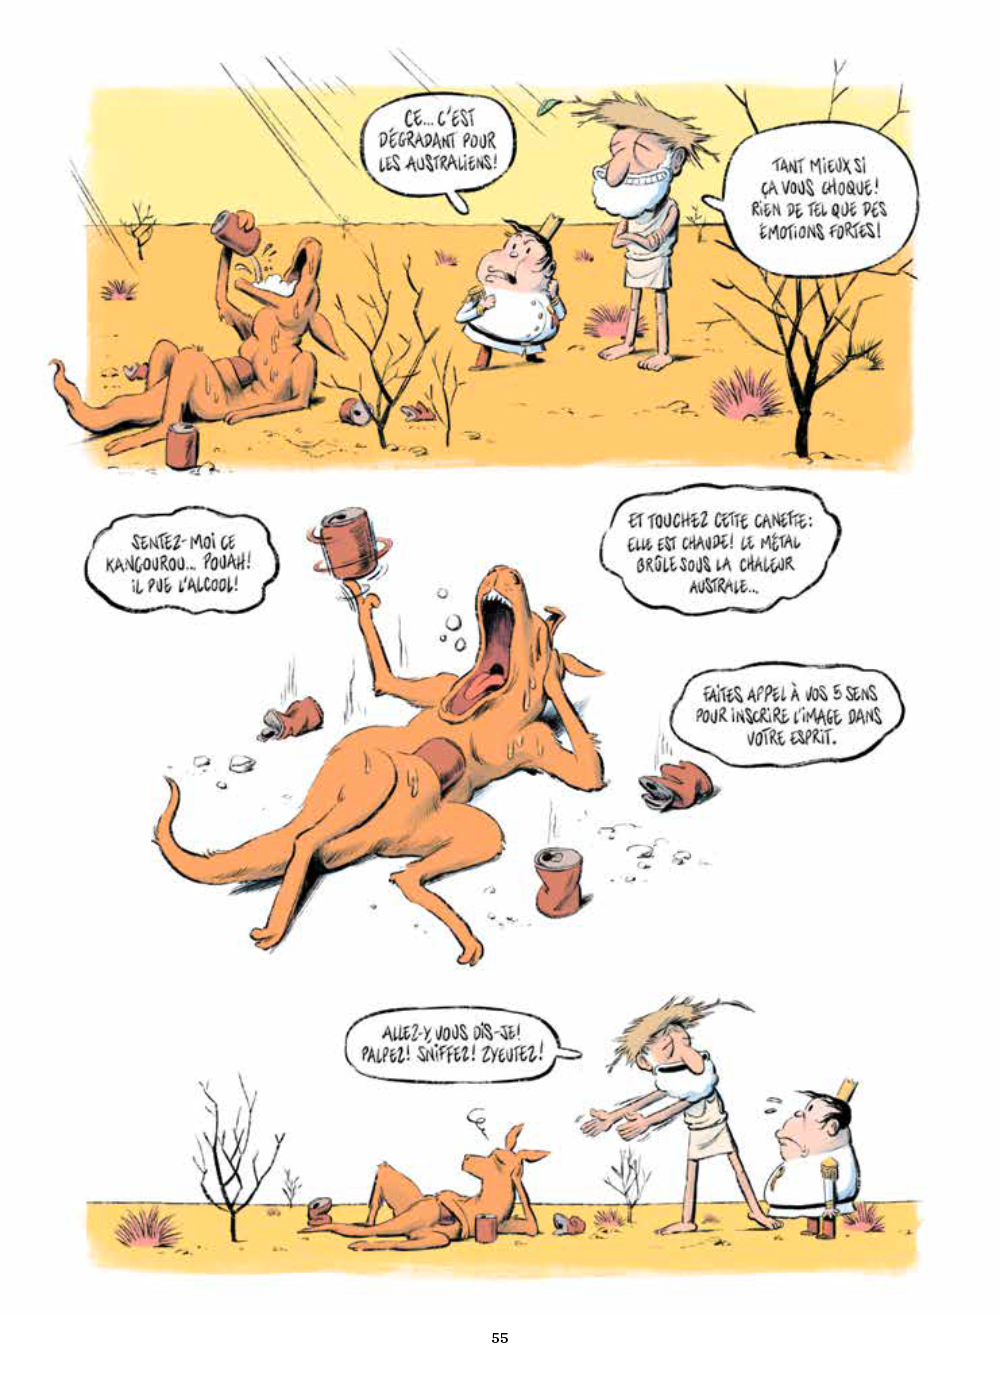 CE... C'EST
DÉGRADANT POUR
LES AUSTRALIENS!
TANT MIEUX SI
ÇA VOUS CHOQUE!
RIEN DE TEL QUE DES
ÉMOTIONS FORTES!
SENTEZ-MOI CE
KANGOUROU... POUAH!
IL PUE L'ALCOOL!
ET TOUCHEZ CETTE CANETTE:
ELLE EST CHAUDE! LE MÉTAL
BRÛLE SOUS LA CHALEUR
AUSTRALE...
FAITES APPEL À VOS 5 SENS
POUR INSCRIRE L'IMAGE DANS
VOTRE ESPRIT.
ALLEZ-Y, VOUS DIS-JE!
PALPEZ! SNIFFEZ! ZYEUTEZ!
55